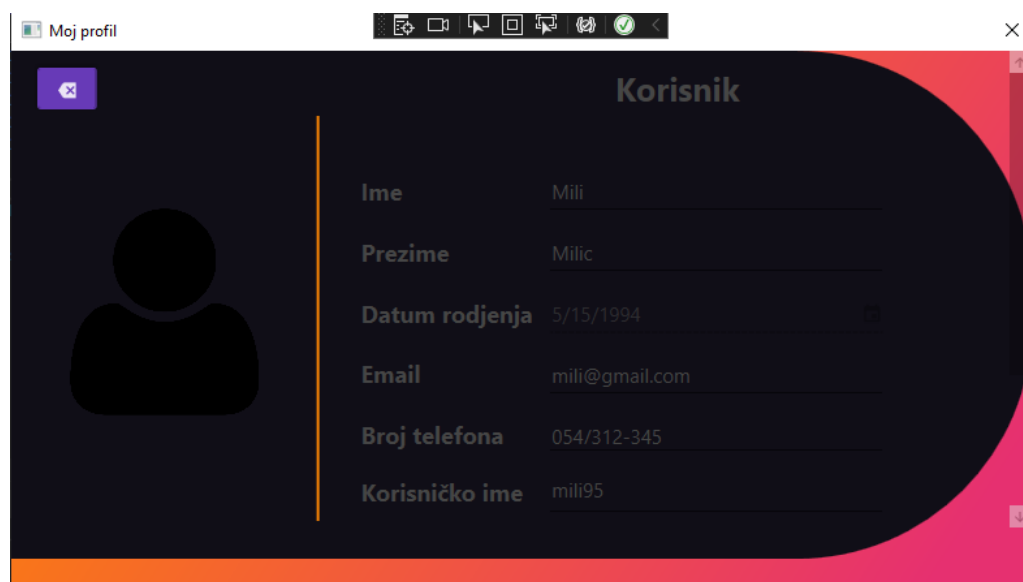 Moj profil
Korisnik
Ime Mili
Prezime Milic
Datum rodjenja 5/15/1994
Email mili@gmail.com
Broj telefona 054/312-345
Korisničko ime mili95